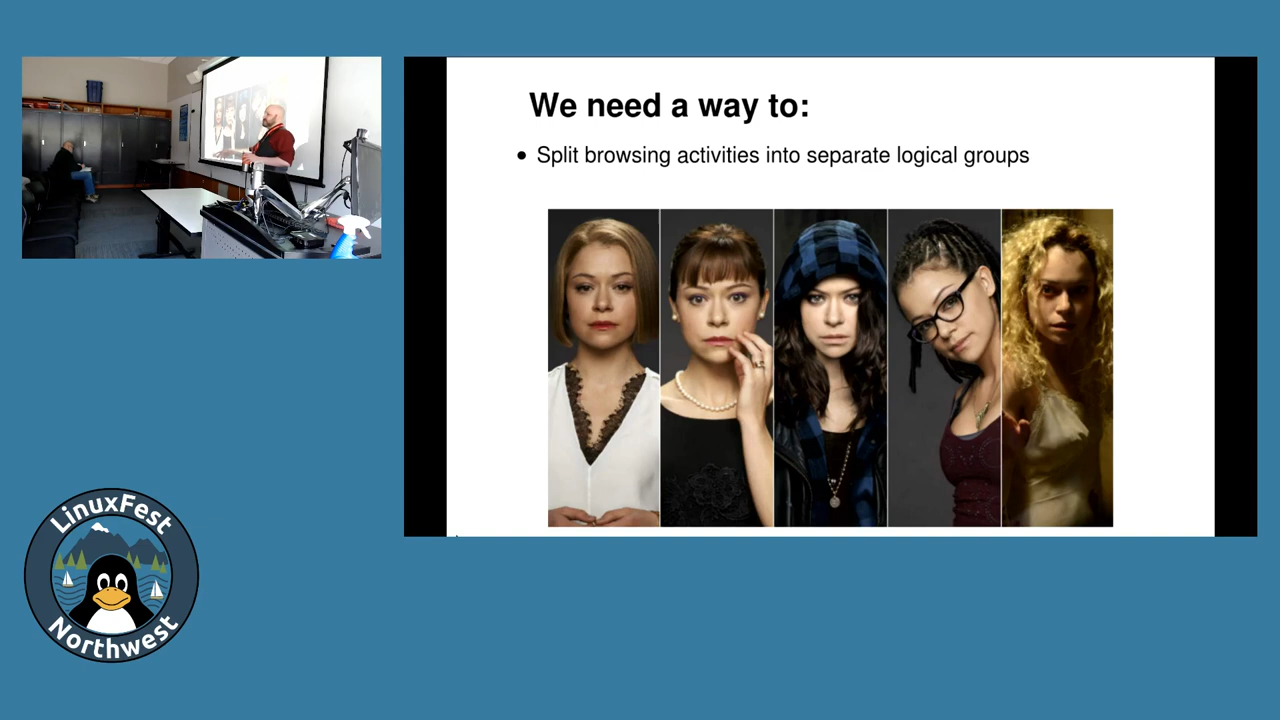 We need a way to:
• Split browsing activities into separate logical groups
LinuxFest
Northwest